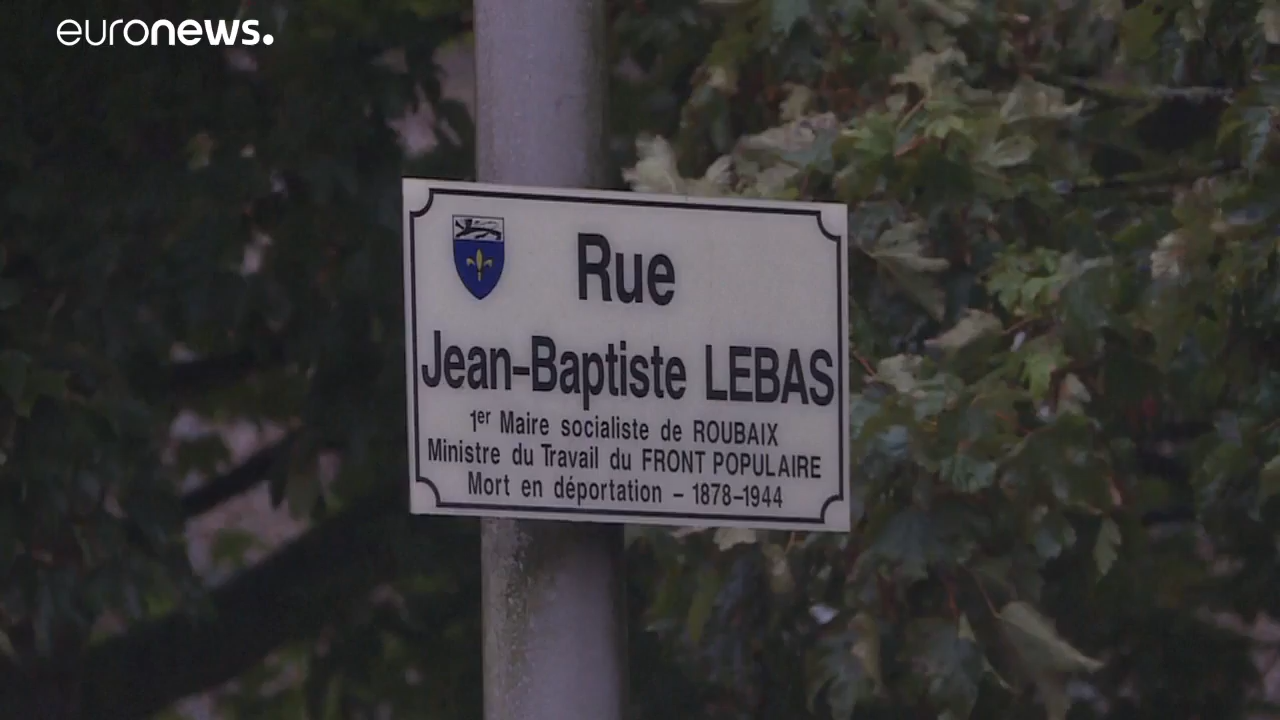 euronews.
Rue
Jean-Baptiste LEBAS
1er Maire socialiste de ROUBAIX
Ministre du Travail du FRONT POPULAIRE
Mort en déportation - 1878-1944